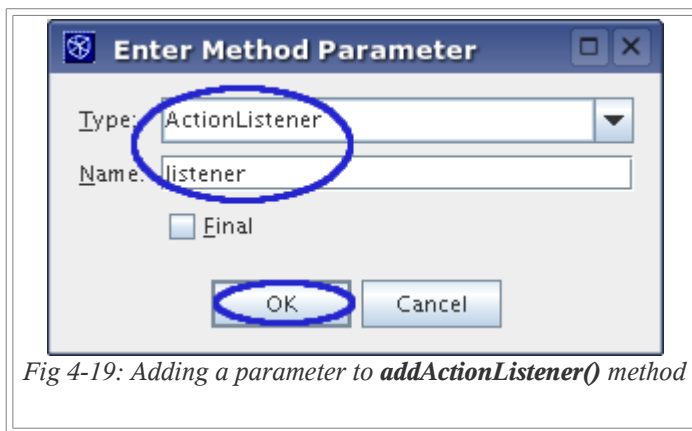 Enter Method Parameter
Type: ActionListener
Name: listener
Final
OK Cancel
Fig 4-19: Adding a parameter to addActionListener() method